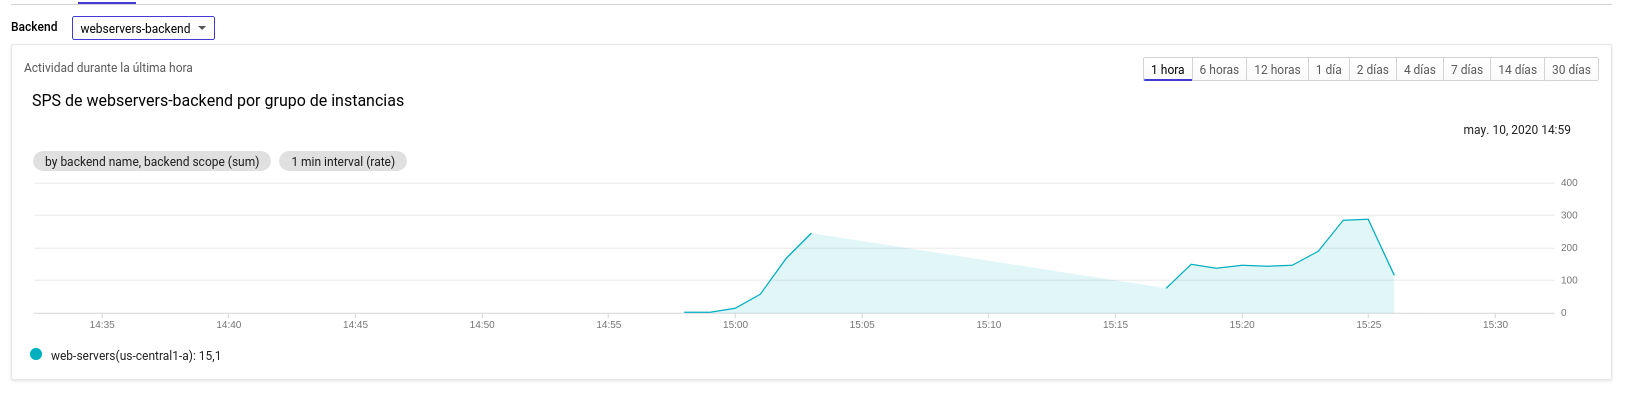 Backend webservers-backend
Actividad durante la última hora
1 hora 6 horas 12 horas 1 día 2 días 4 días 7 días 14 días 30 días
SPS de webservers-backend por grupo de instancias
may. 10, 2020 14:59
by backend name, backend scope (sum) 1 min interval (rate)
400
300
200
100
0
14:35 14:40 14:45 14:50 14:55 15:00 15:05 15:10 15:15 15:20 15:25 15:30
web-servers(us-central1-a): 15,1